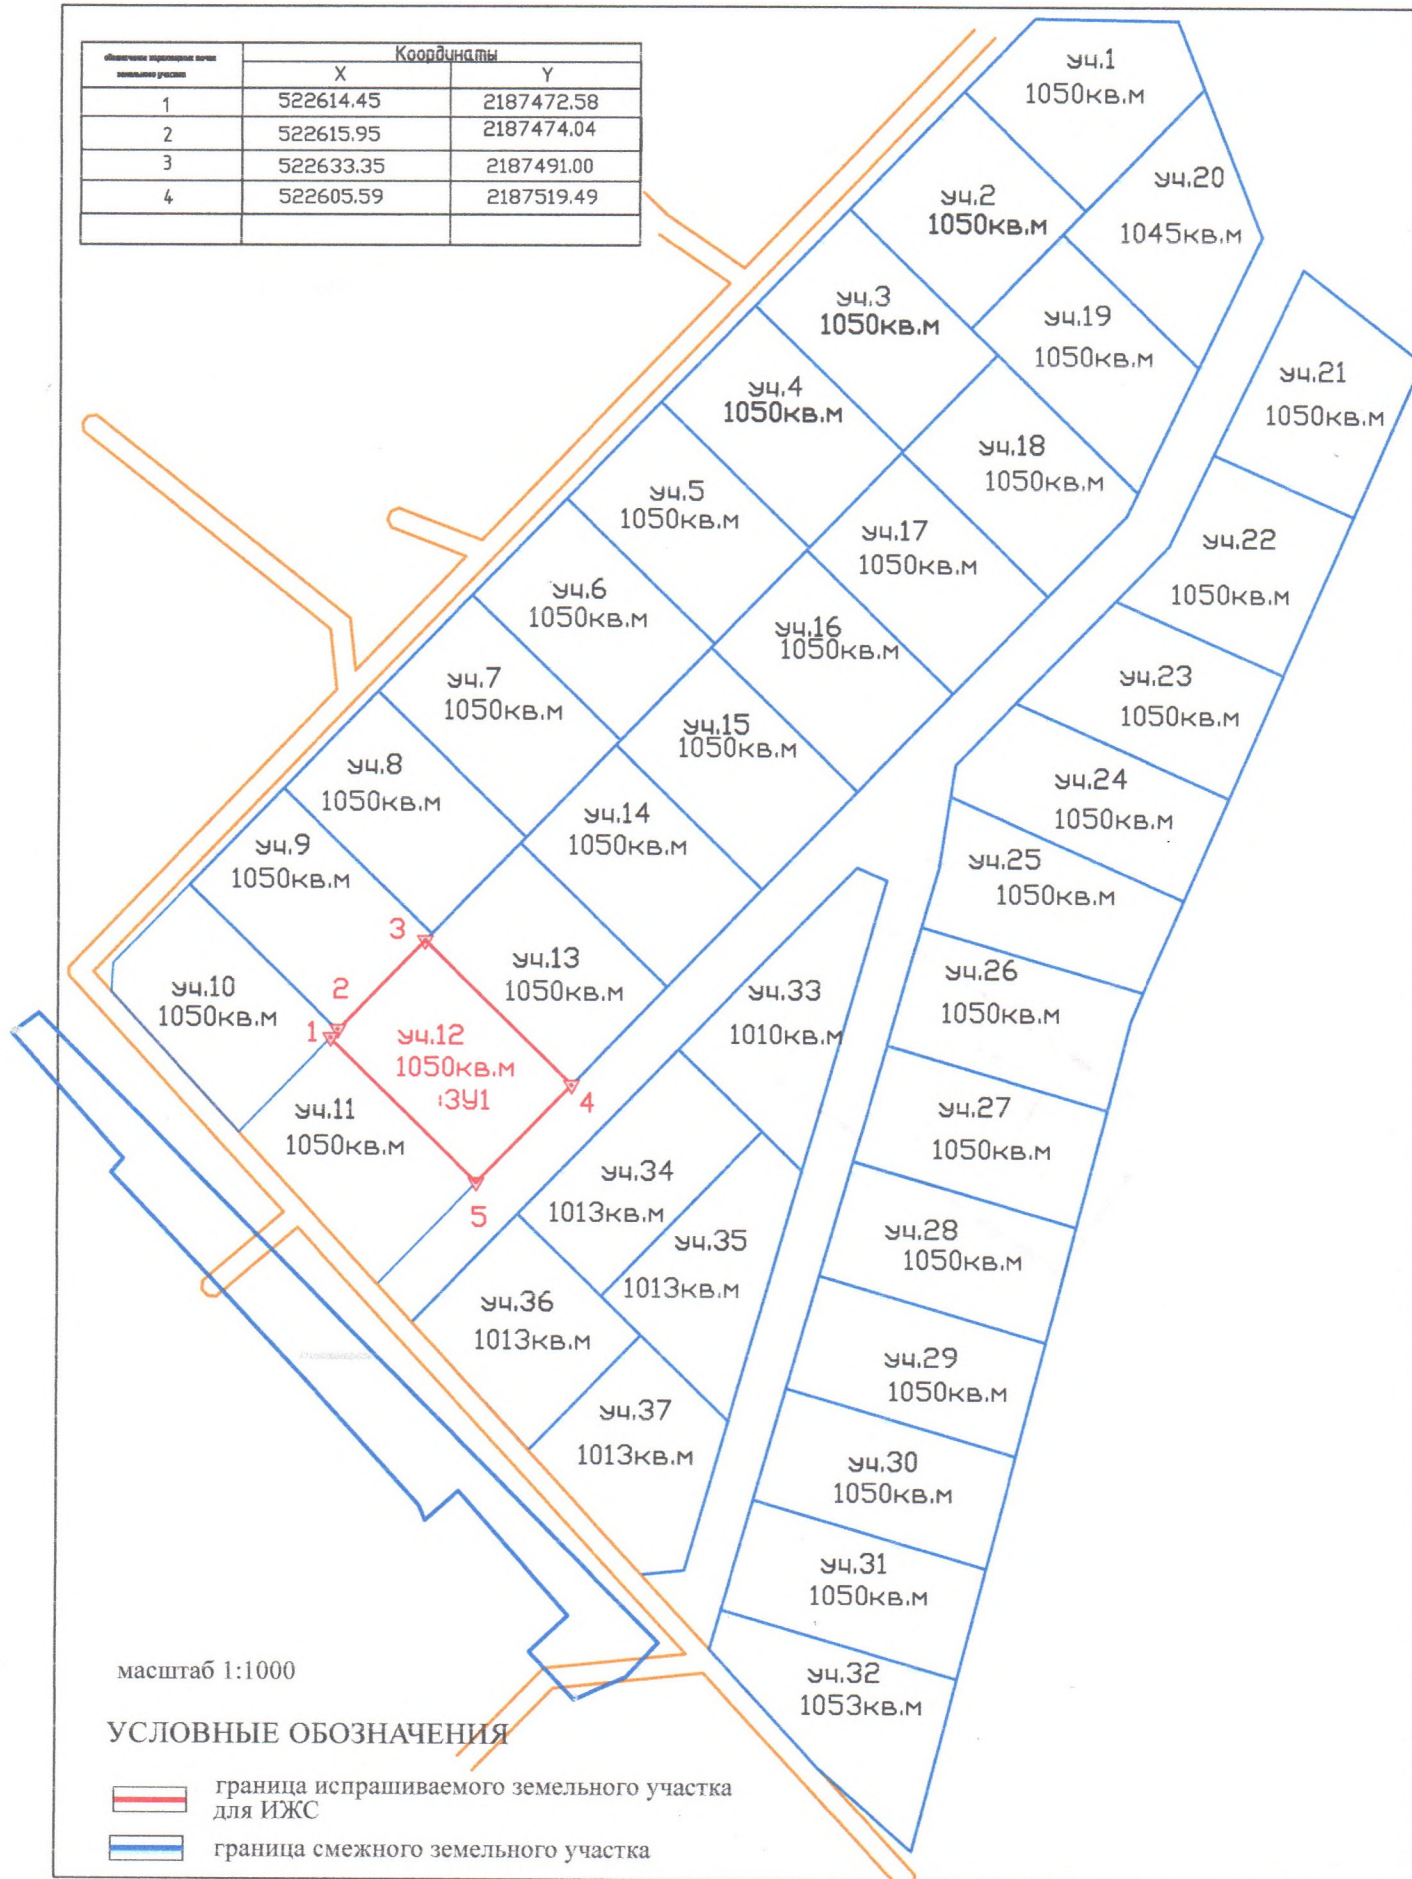 Координаты
X Y
1 522614.45 2187472.58
2 522615.95 2187474.04
3 522633.35 2187491.00
4 522605.59 2187519.49
уч.1
1050кв.м
уч.20
1045кв.м
уч.2
1050кв.м
уч.3
1050кв.м
уч.19
1050кв.м
уч.21
1050кв.м
уч.4
1050кв.м
уч.18
1050кв.м
уч.5
1050кв.м
уч.17
1050кв.м
уч.22
1050кв.м
уч.6
1050кв.м
уч.16
1050кв.м
уч.7
1050кв.м
уч.23
1050кв.м
уч.15
1050кв.м
уч.8
1050кв.м
уч.24
1050кв.м
уч.14
1050кв.м
уч.9
1050кв.м
уч.25
1050кв.м
3
уч.13
1050кв.м
уч.26
1050кв.м
уч.10
1050кв.м
2
1
уч.33
1010кв.м
уч.12
1050кв.м
:ЗУ1
4
уч.11
1050кв.м
уч.27
1050кв.м
5
уч.34
1013кв.м
уч.35
1013кв.м
уч.28
1050кв.м
уч.36
1013кв.м
уч.29
1050кв.м
уч.37
1013кв.м
уч.30
1050кв.м
уч.31
1050кв.м
уч.32
1053кв.м
масштаб 1:1000
УСЛОВНЫЕ ОБОЗНАЧЕНИЯ
граница испрашиваемого земельного участка
для ИЖС
граница смежного земельного участка